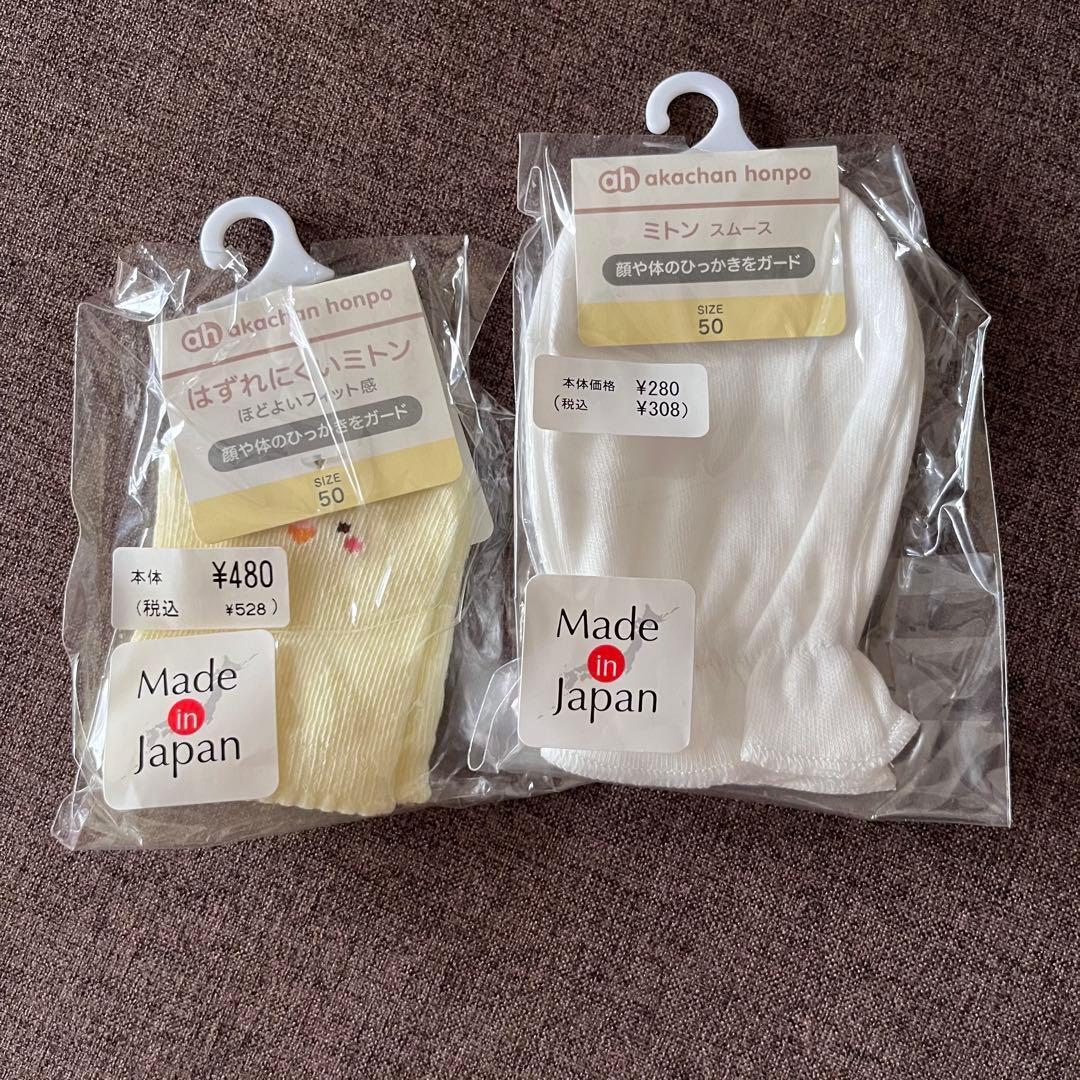 ah akachan honpo
はずれにくいミトン
ほどよいフィット感
顔や体のひっかきをガード
SIZE
50
本体 ¥480
(税込 ¥528)
Made
in
Japan
ah akachan honpo
ミトン スムース
顔や体のひっかきをガード
SIZE
50
本体価格 ¥280
(税込 ¥308)
Made
in
Japan